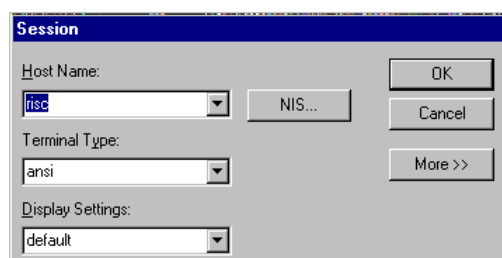 Session
Host Name:
risc
NIS...
OK
Cancel
Terminal Type:
ansi
More >>
Display Settings:
default